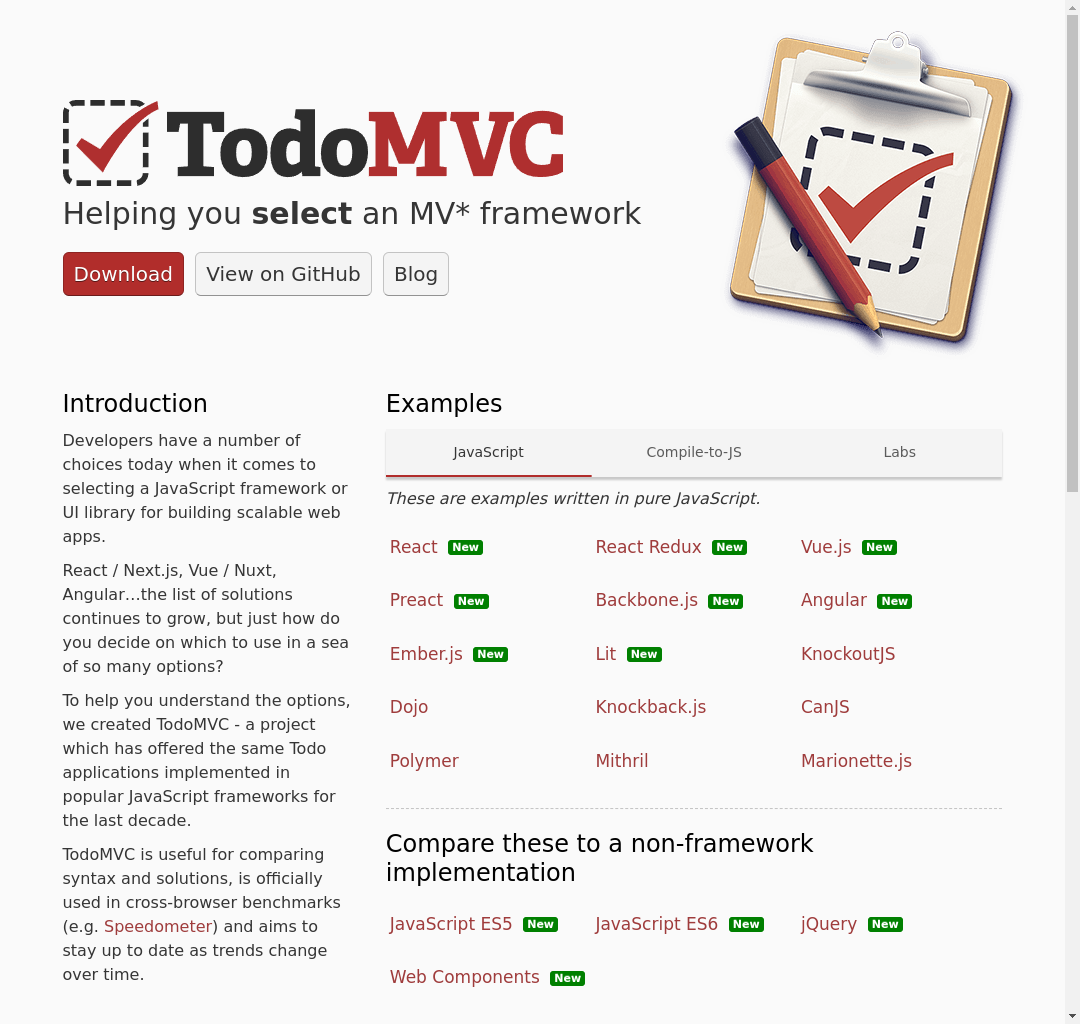 TodoMVC
Helping you select an MV* framework
Download
View on GitHub
Blog
Introduction
Developers have a number of
choices today when it comes to
selecting a JavaScript framework or
UI library for building scalable web
apps.
React / Next.js, Vue / Nuxt,
Angular...the list of solutions
continues to grow, but just how do
you decide on which to use in a sea
of so many options?
To help you understand the options,
we created TodoMVC - a project
which has offered the same Todo
applications implemented in
popular JavaScript frameworks for
the last decade.
TodoMVC is useful for comparing
syntax and solutions, is officially
used in cross-browser benchmarks
(e.g. Speedometer) and aims to
stay up to date as trends change
over time.
Examples
JavaScript
Compile-to-JS
Labs
These are examples written in pure JavaScript.
React New
React Redux New
Vue.js New
Preact New
Backbone.js New
Angular New
Ember.js New
Lit New
KnockoutJS
Dojo
Knockback.js
CanJS
Polymer
Mithril
Marionette.js
Compare these to a non-framework
implementation
JavaScript ES5 New
JavaScript ES6 New
jQuery New
Web Components New